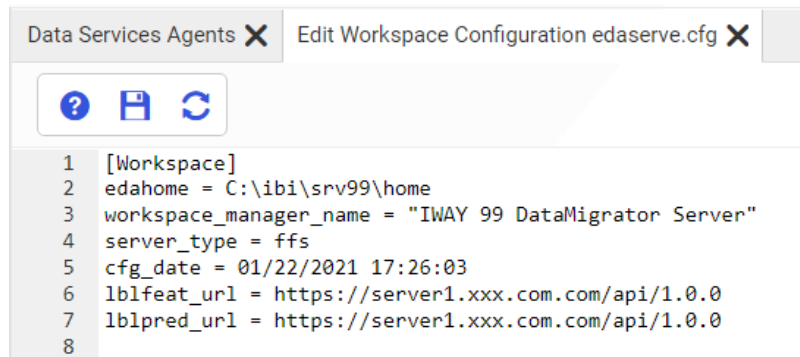 Data Services Agents Edit Workspace Configuration edaserve.cfg
1 [Workspace]
2 edahome = C:\ibi\srv99\home
3 workspace_manager_name = "IWAY 99 DataMigrator Server"
4 server_type = ffs
5 cfg_date = 01/22/2021 17:26:03
6 lblfeat_url = https://server1.xxx.com.com/api/1.0.0
7 lblpred_url = https://server1.xxx.com.com/api/1.0.0
8